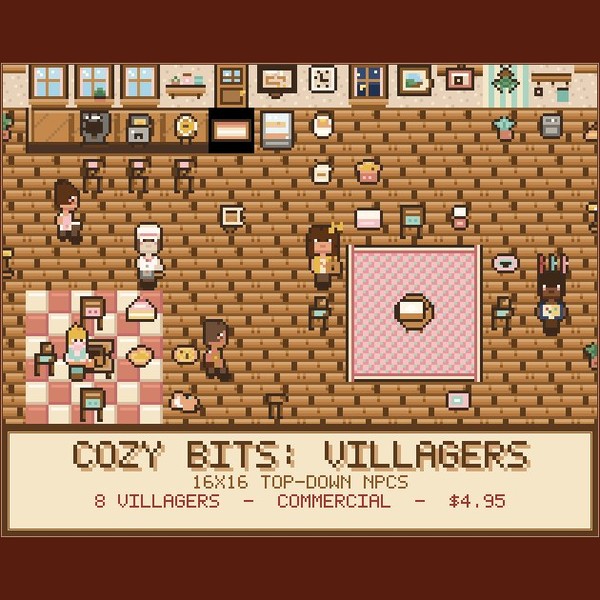 COZY BITS: VILLAGERS
16X16 TOP-DOWN NPCS
8 VILLAGERS - COMMERCIAL - $4.95